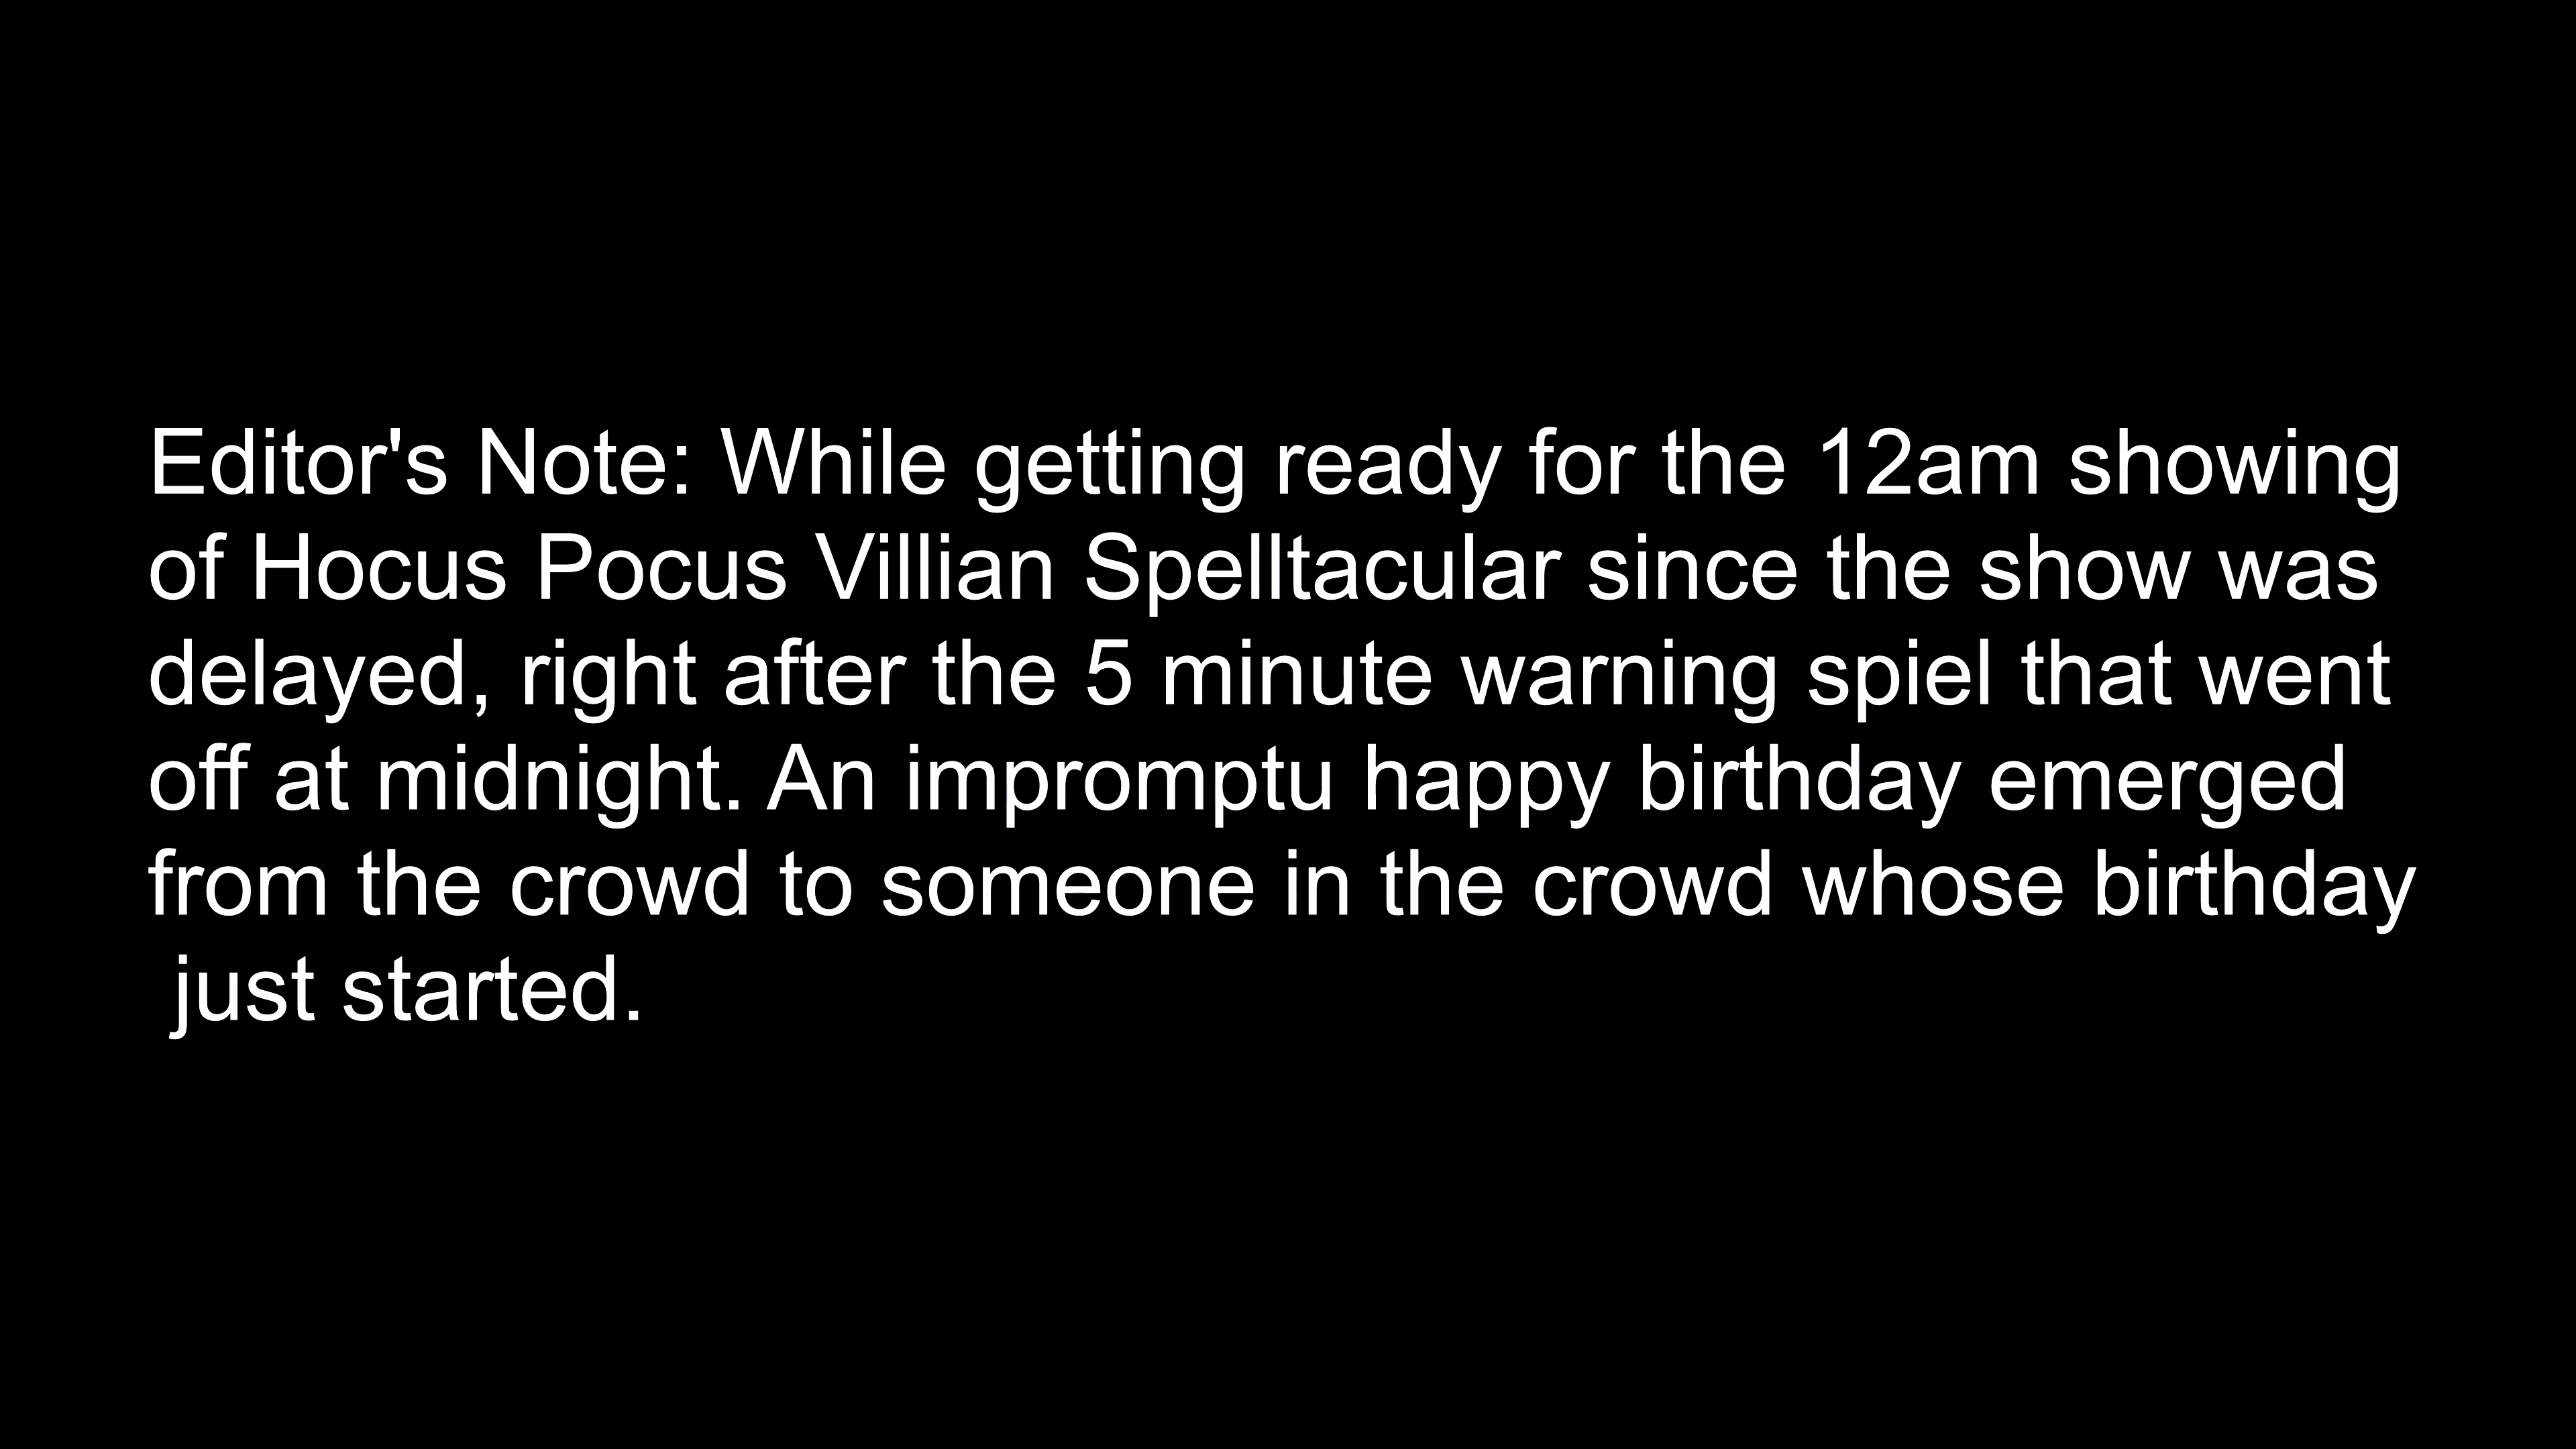 Editor's Note: While getting ready for the 12am showing
of Hocus Pocus Villian Spelltacular since the show was
delayed, right after the 5 minute warning spiel that went
off at midnight. An impromptu happy birthday emerged
from the crowd to someone in the crowd whose birthday
just started.